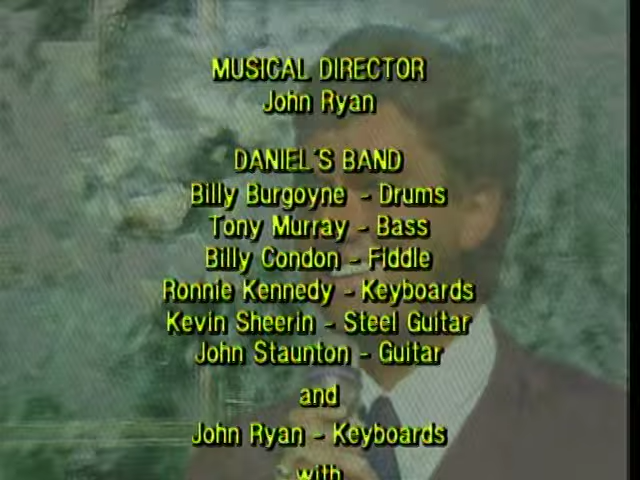 MUSICAL DIRECTOR
John Ryan
DANIEL'S BAND
Billy Burgoyne - Drums
Tony Murray - Bass
Billy Condon - Fiddle
Ronnie Kennedy - Keyboards
Kevin Sheerin - Steel Guitar
John Staunton - Guitar
and
John Ryan - Keyboards
with